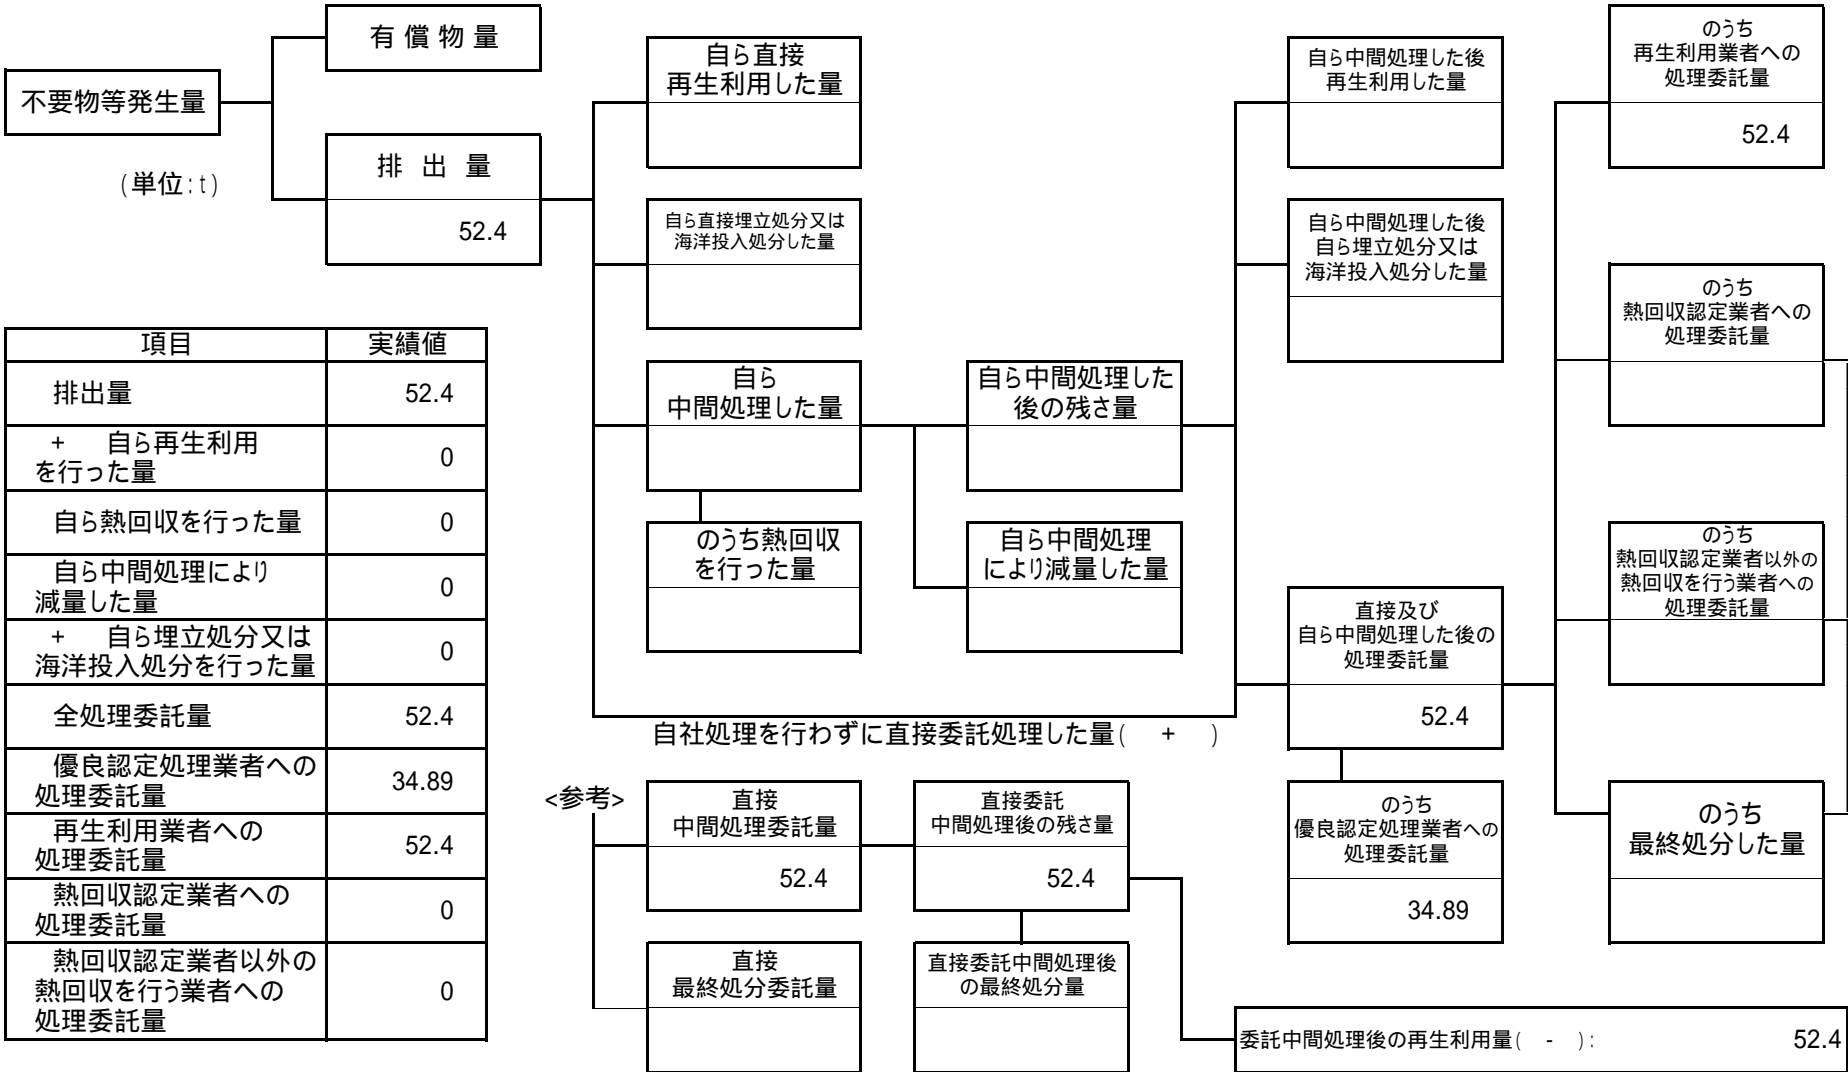 不要物等発生量
(単位:t)
有 償 物 量
排 出 量
52.4
自ら直接
再生利用した量
自ら直接埋立処分又は
海洋投入処分した量
自ら
中間処理した量
のうち熱回収
を行った量
自ら中間処理した
後の残さ量
自ら中間処理
により減量した量
自ら中間処理した後
再生利用した量
自ら中間処理した後
自ら埋立処分又は
海洋投入処分した量
直接及び
自ら中間処理した後の
処理委託量
52.4
のうち
優良認定処理業者への
処理委託量
34.89
のうち
再生利用業者への
処理委託量
52.4
のうち
熱回収認定業者への
処理委託量
のうち
熱回収認定業者以外の
熱回収を行う業者への
処理委託量
のうち
最終処分した量
自社処理を行わずに直接委託処理した量( + )
項目 実績値
排出量 52.4
+ 自ら再生利用
を行った量 0
自ら熱回収を行った量 0
自ら中間処理により
減量した量 0
+ 自ら埋立処分又は
海洋投入処分を行った量 0
全処理委託量 52.4
優良認定処理業者への
処理委託量 34.89
再生利用業者への
処理委託量 52.4
熱回収認定業者への
処理委託量 0
熱回収認定業者以外の
熱回収を行う業者への
処理委託量 0
<参考>
直接
中間処理委託量
52.4
直接委託
中間処理後の残さ量
52.4
直接
最終処分委託量
直接委託中間処理後
の最終処分量
委託中間処理後の再生利用量( - ): 52.4